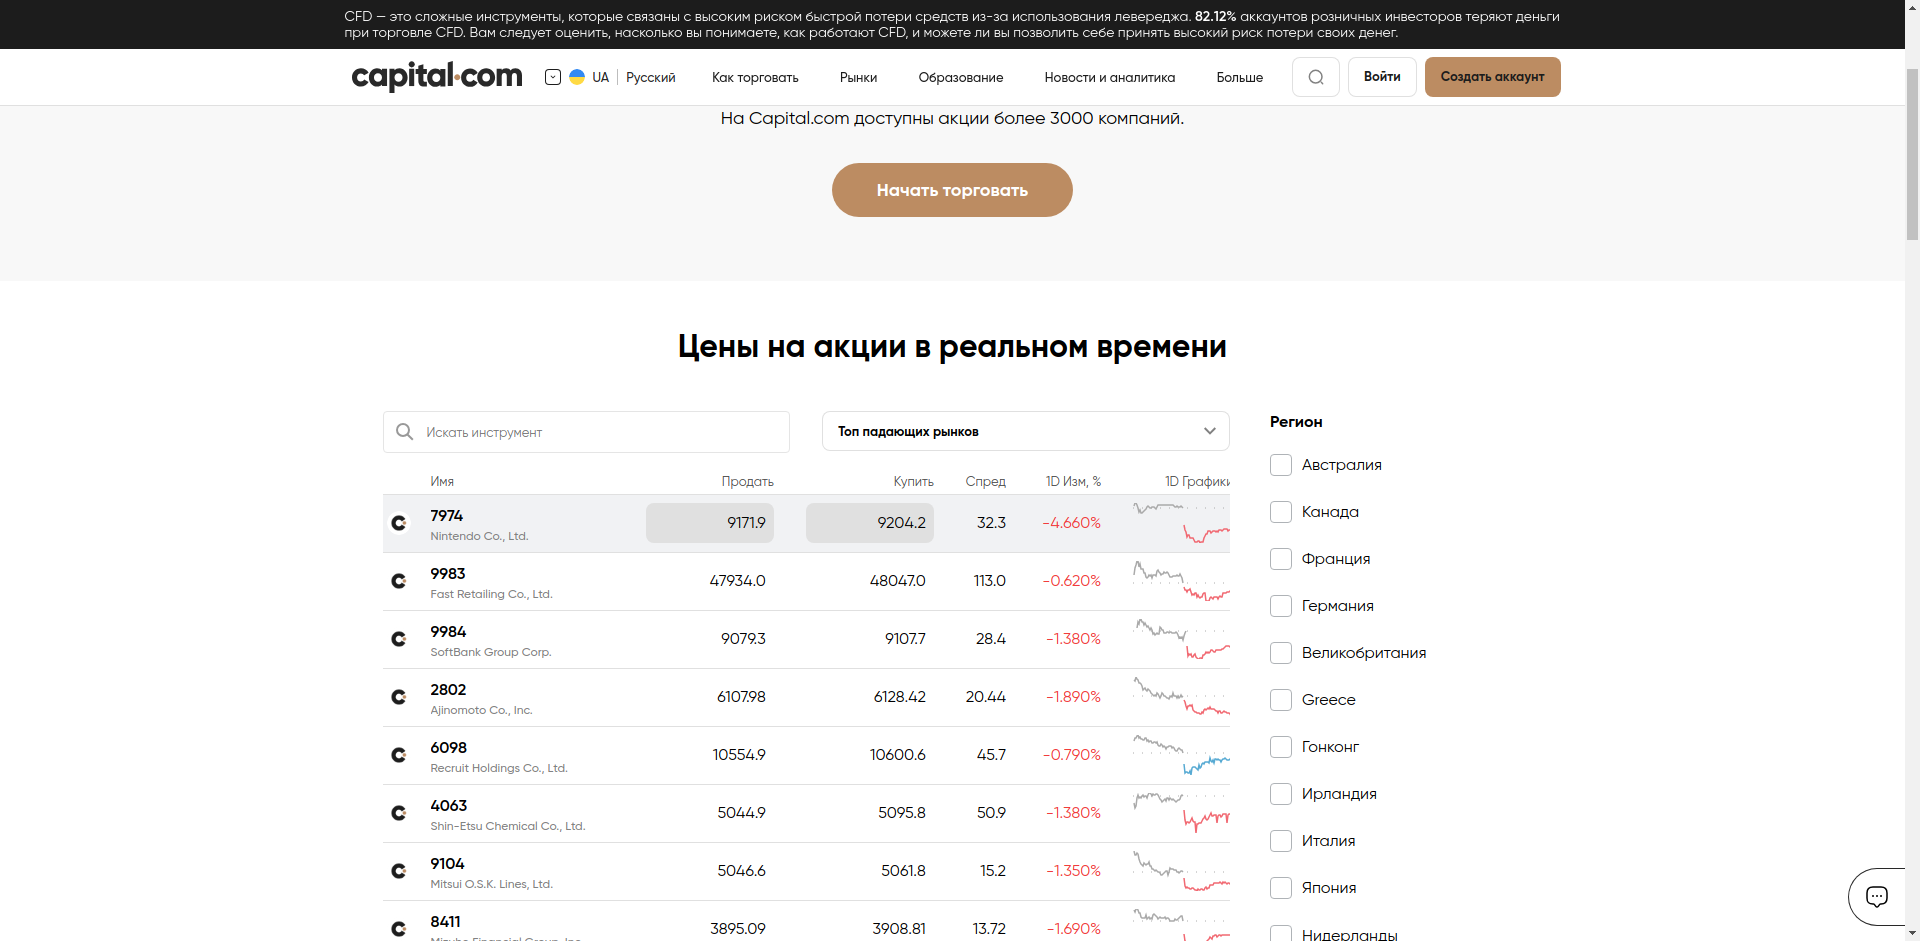 CFD — это сложные инструменты, которые связаны с высоким риском быстрой потери средств из-за использования левереджа. 82.12% аккаунтов розничных инвесторов теряют деньги
при торговле CFD. Вам следует оценить, насколько вы понимаете, как работают CFD, и можете ли вы позволить себе принять высокий риск потери своих денег.
capital.com UA Русский Как торговать Рынки Образование Новости и аналитика Больше Войти Создать аккаунт
На Capital.com доступны акции более 3000 компаний.
Начать торговать
Цены на акции в реальном времени
Искать инструмент
Топ падающих рынков
Имя Продать Купить Спред 1D Изм, % 1D Графики
7974 9171.9 9204.2 32.3 -4.660%
Nintendo Co., Ltd.
9983 47934.0 48047.0 113.0 -0.620%
Fast Retailing Co., Ltd.
9984 9079.3 9107.7 28.4 -1.380%
SoftBank Group Corp.
2802 6107.98 6128.42 20.44 -1.890%
Ajinomoto Co., Inc.
6098 10554.9 10600.6 45.7 -0.790%
Recruit Holdings Co., Ltd.
4063 5044.9 5095.8 50.9 -1.380%
Shin-Etsu Chemical Co., Ltd.
9104 5046.6 5061.8 15.2 -1.350%
Mitsui O.S.K. Lines, Ltd.
8411 3895.09 3908.81 13.72 -1.690%
Mizuho Financial Group, Inc.
Регион
Австралия
Канада
Франция
Германия
Великобритания
Greece
Гонконг
Ирландия
Италия
Япония
Нидерланды